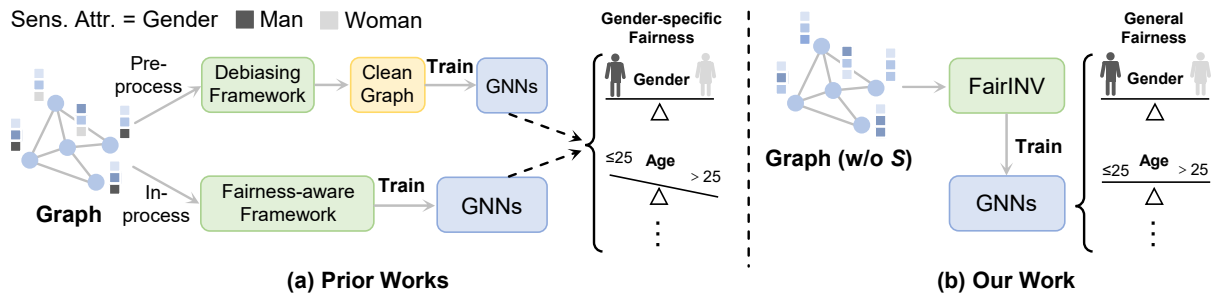 Sens. Attr. = Gender Man Woman
Pre-
process
Debiasing
Framework
Clean
Graph
Train
GNNs
Graph
In-
process
Fairness-aware
Framework
Train
GNNs
Gender-specific
Fairness
Gender
≤25 Age > 25
⋮
(a) Prior Works
Graph (w/o S)
FairINV
Train
GNNs
General
Fairness
Gender
≤25 Age > 25
⋮
(b) Our Work